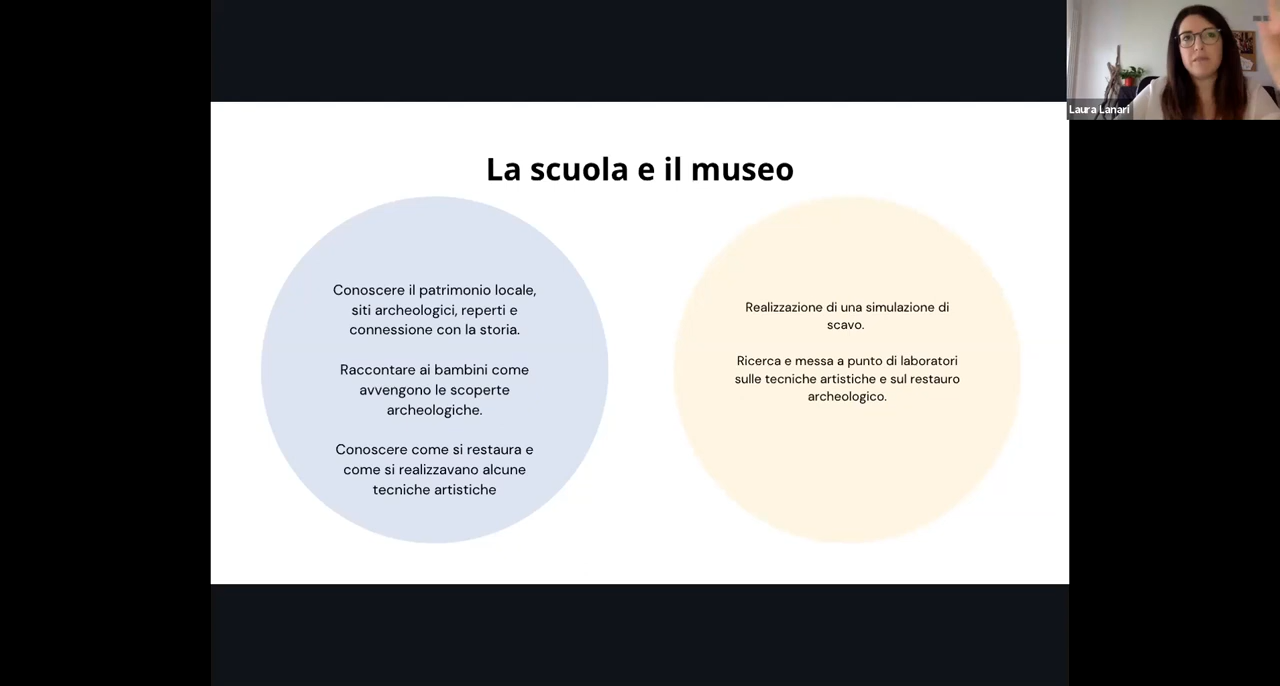 Laura Lanari
La scuola e il museo
Conoscere il patrimonio locale,
siti archeologici, reperti e
connessione con la storia.
Raccontare ai bambini come
avvengono le scoperte
archeologiche.
Conoscere come si restaura e
come si realizzavano alcune
tecniche artistiche
Realizzazione di una simulazione di
scavo.
Ricerca e messa a punto di laboratori
sulle tecniche artistiche e sul restauro
archeologico.